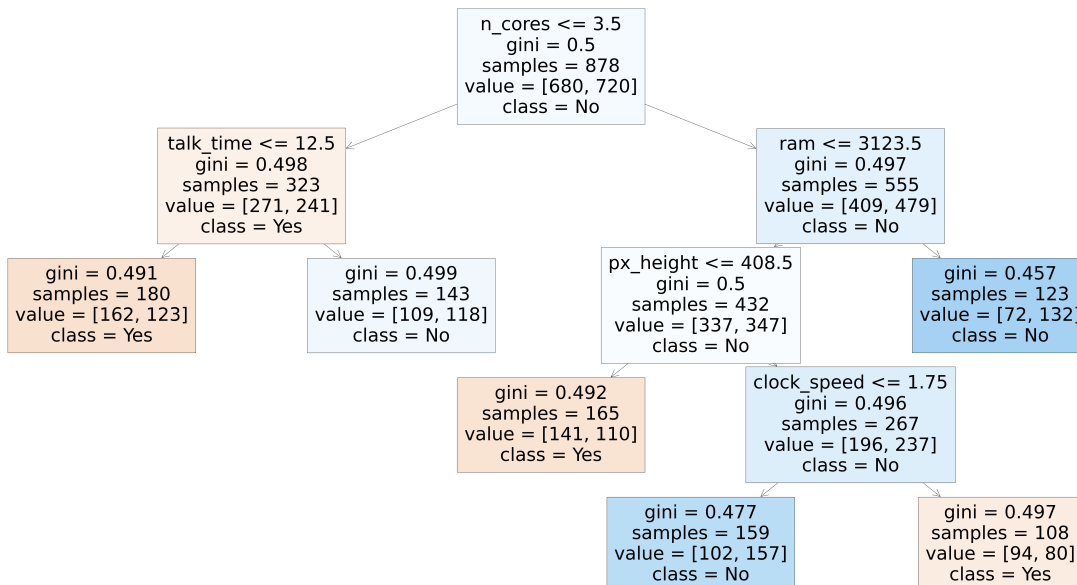 n_cores <= 3.5
gini = 0.5
samples = 878
value = [680, 720]
class = No
talk_time <= 12.5
gini = 0.498
samples = 323
value = [271, 241]
class = Yes
ram <= 3123.5
gini = 0.497
samples = 555
value = [409, 479]
class = No
gini = 0.491
samples = 180
value = [162, 123]
class = Yes
gini = 0.499
samples = 143
value = [109, 118]
class = No
px_height <= 408.5
gini = 0.5
samples = 432
value = [337, 347]
class = No
gini = 0.457
samples = 123
value = [72, 132]
class = No
gini = 0.492
samples = 165
value = [141, 110]
class = Yes
clock_speed <= 1.75
gini = 0.496
samples = 267
value = [196, 237]
class = No
gini = 0.477
samples = 159
value = [102, 157]
class = No
gini = 0.497
samples = 108
value = [94, 80]
class = Yes